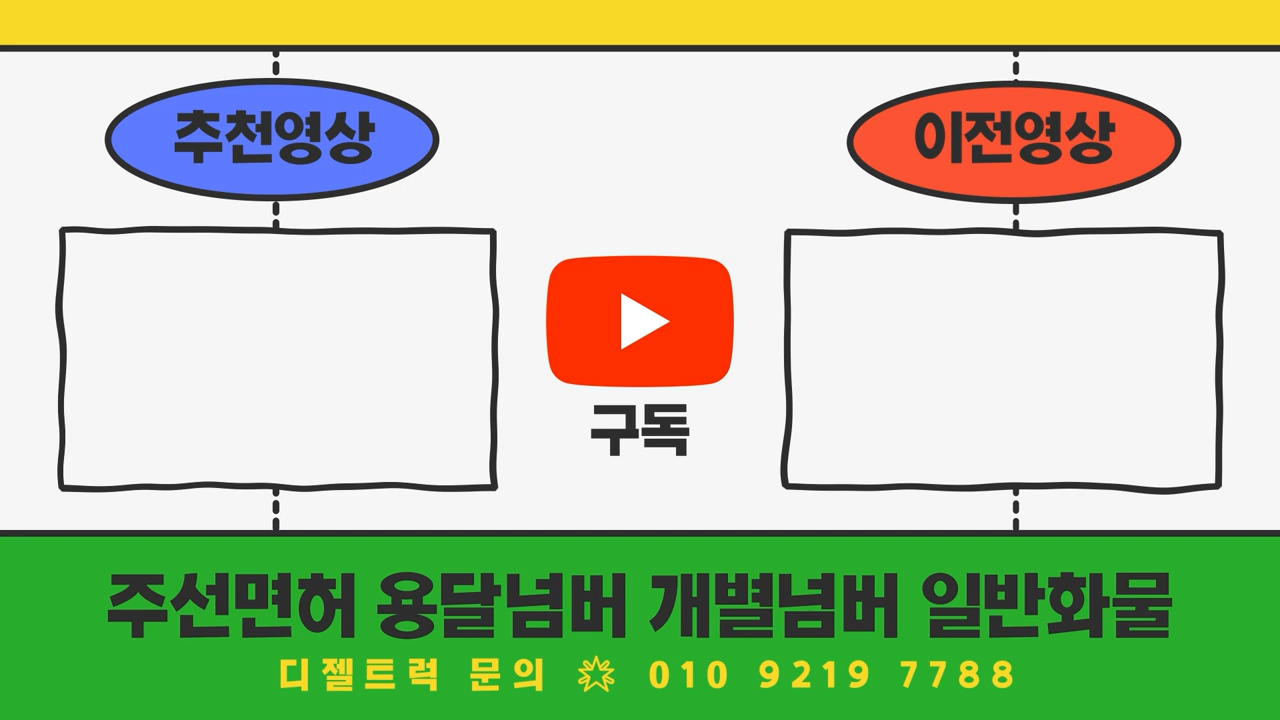 추천영상
이전영상
구독
주선면허 용달넘버 개별넘버 일반화물
디젤트럭 문의 010 9219 7788